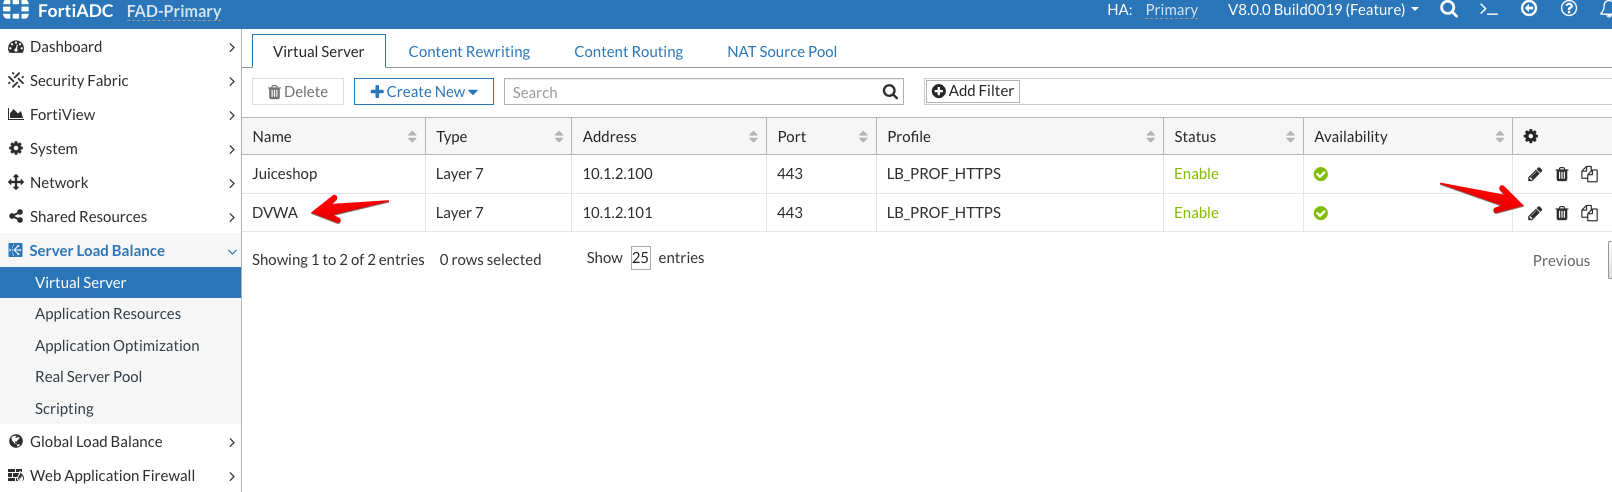 FortiADC FAD-Primary HA: Primary V8.0.0 Build0019 (Feature)
Dashboard
Security Fabric
FortiView
System
Network
Shared Resources
Server Load Balance
Virtual Server
Application Resources
Application Optimization
Real Server Pool
Scripting
Global Load Balance
Web Application Firewall
Virtual Server Content Rewriting Content Routing NAT Source Pool
Delete Create New Search Add Filter
Name Type Address Port Profile Status Availability
Juiceshop Layer 7 10.1.2.100 443 LB_PROF_HTTPS Enable
DVWA Layer 7 10.1.2.101 443 LB_PROF_HTTPS Enable
Showing 1 to 2 of 2 entries 0 rows selected Show 25 entries Previous